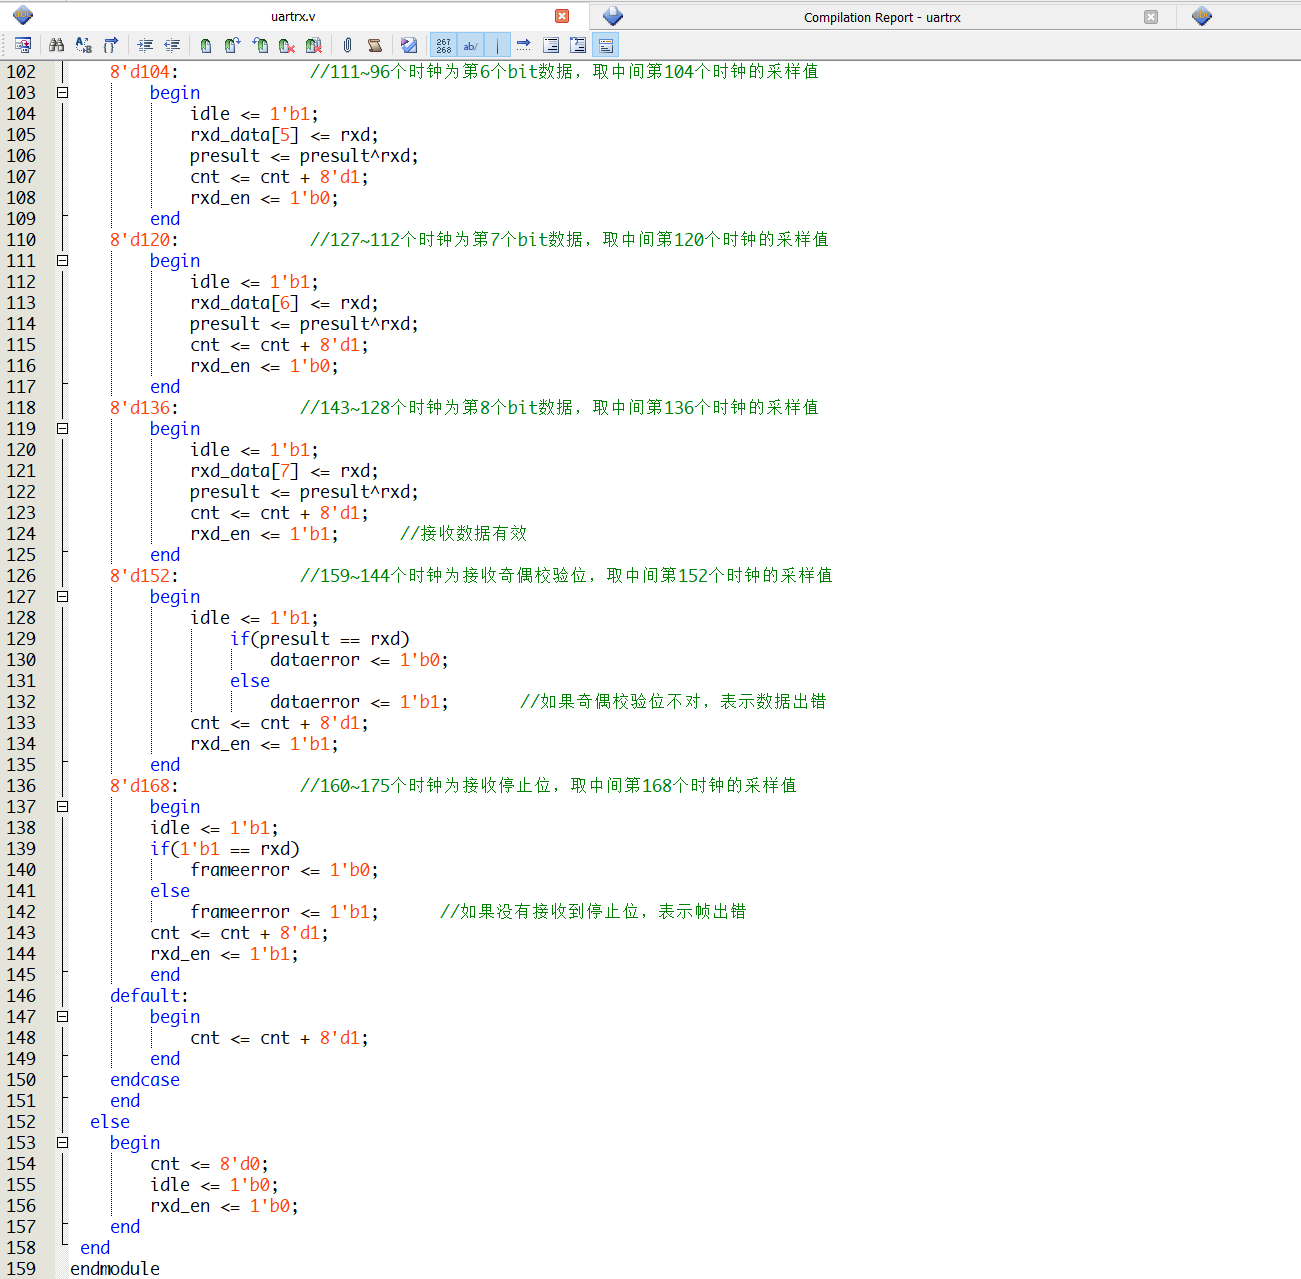 uartrx.v
Compilation Report - uartrx
267
268
ab/
102 8'd104: //111~96个时钟为第6个bit数据，取中间第104个时钟的采样值
103 begin
104 idle <= 1'b1;
105 rxd_data[5] <= rxd;
106 presult <= presult^rxd;
107 cnt <= cnt + 8'd1;
108 rxd_en <= 1'b0;
109 end
110 8'd120: //127~112个时钟为第7个bit数据，取中间第120个时钟的采样值
111 begin
112 idle <= 1'b1;
113 rxd_data[6] <= rxd;
114 presult <= presult^rxd;
115 cnt <= cnt + 8'd1;
116 rxd_en <= 1'b0;
117 end
118 8'd136: //143~128个时钟为第8个bit数据，取中间第136个时钟的采样值
119 begin
120 idle <= 1'b1;
121 rxd_data[7] <= rxd;
122 presult <= presult^rxd;
123 cnt <= cnt + 8'd1;
124 rxd_en <= 1'b1; //接收数据有效
125 end
126 8'd152: //159~144个时钟为接收奇偶校验位，取中间第152个时钟的采样值
127 begin
128 idle <= 1'b1;
129 if(presult == rxd)
130 dataerror <= 1'b0;
131 else
132 dataerror <= 1'b1; //如果奇偶校验位不对，表示数据出错
133 cnt <= cnt + 8'd1;
134 rxd_en <= 1'b1;
135 end
136 8'd168: //160~175个时钟为接收停止位，取中间第168个时钟的采样值
137 begin
138 idle <= 1'b1;
139 if(1'b1 == rxd)
140 frameerror <= 1'b0;
141 else
142 frameerror <= 1'b1; //如果没有接收到停止位，表示帧出错
143 cnt <= cnt + 8'd1;
144 rxd_en <= 1'b1;
145 end
146 default:
147 begin
148 cnt <= cnt + 8'd1;
149 end
150 endcase
151 end
152 else
153 begin
154 cnt <= 8'd0;
155 idle <= 1'b0;
156 rxd_en <= 1'b0;
157 end
158 end
159 endmodule